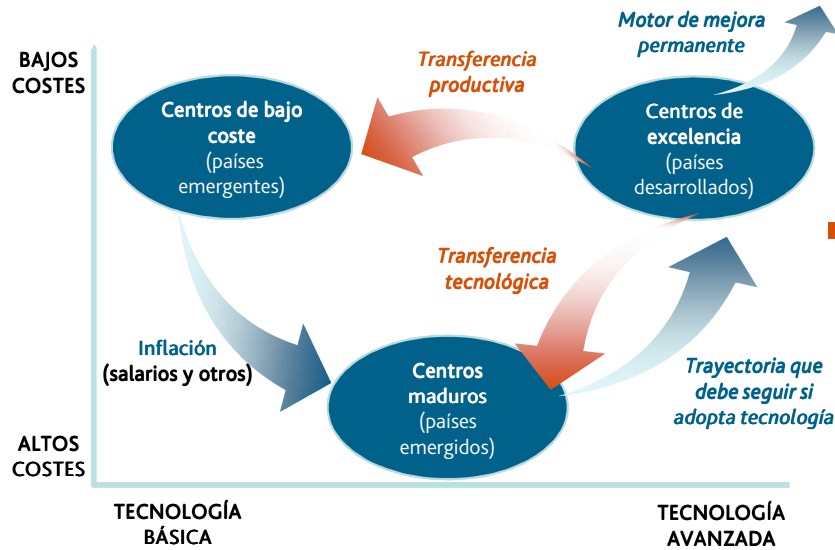 Motor de mejora
permanente
BAJOS
COSTES
Transferencia
productiva
Centros de bajo
coste
(países
emergentes)
Centros de
excelencia
(países
desarrollados)
Transferencia
tecnológica
Inflación
(salarios y otros)
Centros
maduros
(países
emergidos)
Trayectoria que
debe seguir si
adopta tecnología
ALTOS
COSTES
TECNOLOGÍA
BÁSICA
TECNOLOGÍA
AVANZADA